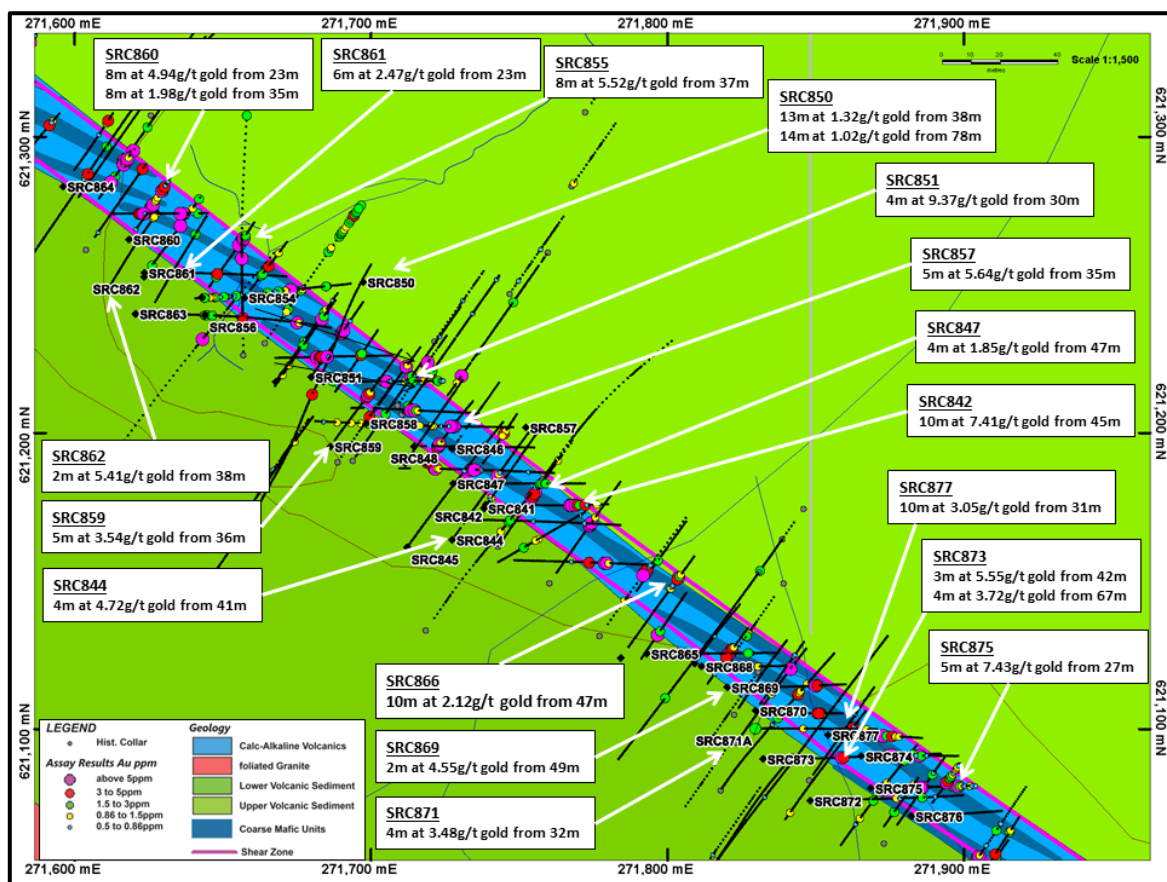 271,600 mE
271,700 mE
271,800 mE
271,900 mE
SRC860
8m at 4.94g/t gold from 23m
8m at 1.98g/t gold from 35m
SRC861
6m at 2.47g/t gold from 23m
SRC855
8m at 5.52g/t gold from 37m
SRC850
13m at 1.32g/t gold from 38m
14m at 1.02g/t gold from 78m
0 10 20 40
metres
Scale 1:1,500
621,300 mN
621,300 mN
SRC851
4m at 9.37g/t gold from 30m
SRC857
5m at 5.64g/t gold from 35m
SRC847
4m at 1.85g/t gold from 47m
SRC842
10m at 7.41g/t gold from 45m
SRC864
SRC860
SRC861
SRC862
SRC863
SRC854
SRC850
SRC856
SRC851
SRC858
SRC857
SRC859
SRC848
SRC846
SRC847
SRC841
SRC842
SRC844
SRC845
621,200 mN
621,200 mN
SRC862
2m at 5.41g/t gold from 38m
SRC859
5m at 3.54g/t gold from 36m
SRC844
4m at 4.72g/t gold from 41m
SRC877
10m at 3.05g/t gold from 31m
SRC873
3m at 5.55g/t gold from 42m
4m at 3.72g/t gold from 67m
SRC875
5m at 7.43g/t gold from 27m
SRC866
10m at 2.12g/t gold from 47m
SRC869
2m at 4.55g/t gold from 49m
SRC871
4m at 3.48g/t gold from 32m
SRC865
SRC868
SRC869
SRC870
SRC871A
SRC877
SRC873
SRC874
SRC875
SRC872
SRC876
621,100 mN
621,100 mN
LEGEND
Hist. Collar
Assay Results Au ppm
above 5ppm
3 to 5ppm
1.5 to 3ppm
0.86 to 1.5ppm
0.5 to 0.86ppm
Geology
Calc-Alkaline Volcanics
foliated Granite
Lower Volcanic Sediment
Upper Volcanic Sediment
Coarse Mafic Units
Shear Zone
271,600 mE
271,700 mE
271,800 mE
271,900 mE